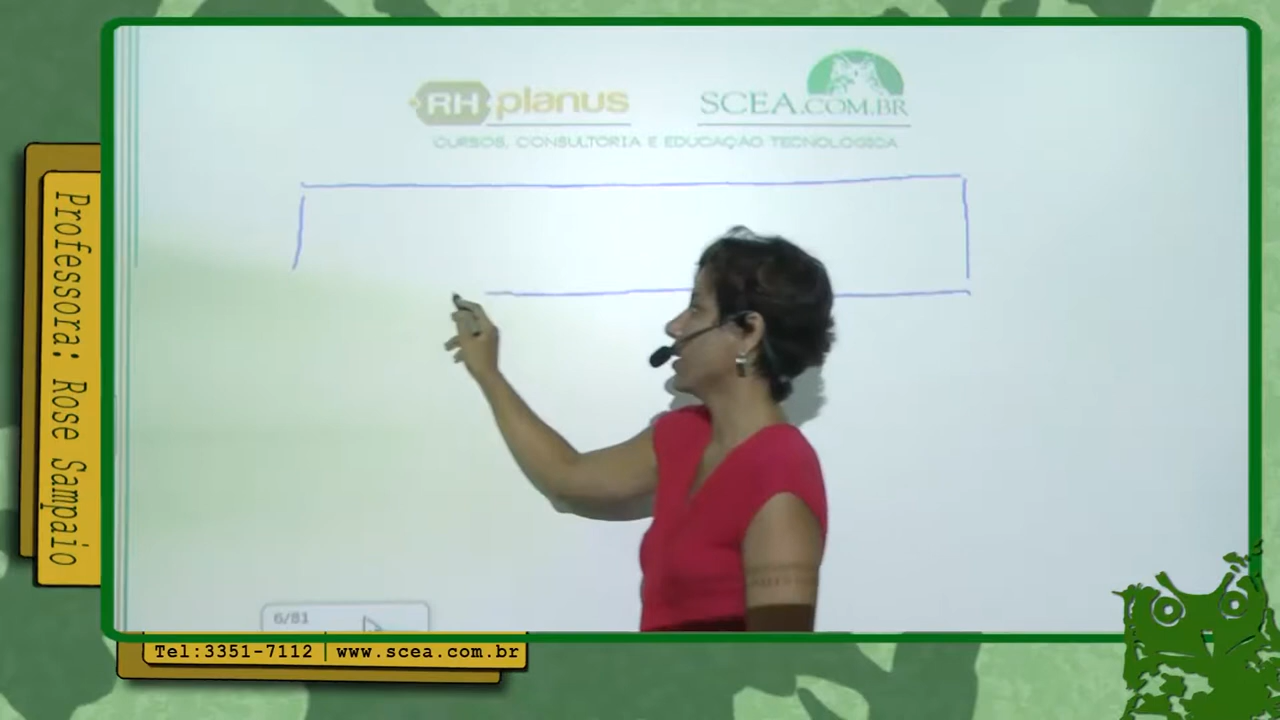 RH planus
SCEA.COM.BR
CURSOS, CONSULTORIA E EDUCAÇÃO TECNOLOGICA
Professora: Rose Sampaio
6/81
Tel:3351-7112 | www.scea.com.br